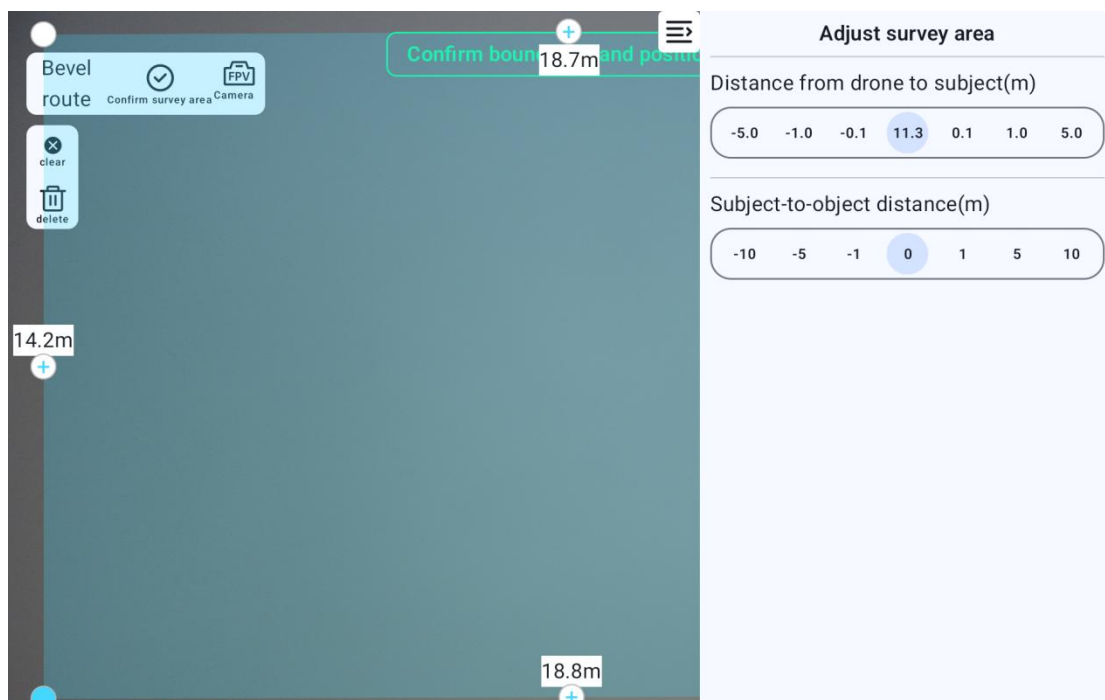 Confirm boun
18.7m
and positio
Bevel
route
Confirm survey area
FPV
Camera
clear
delete
14.2m
18.8m
Adjust survey area
Distance from drone to subject(m)
-5.0 -1.0 -0.1 11.3 0.1 1.0 5.0
Subject-to-object distance(m)
-10 -5 -1 0 1 5 10